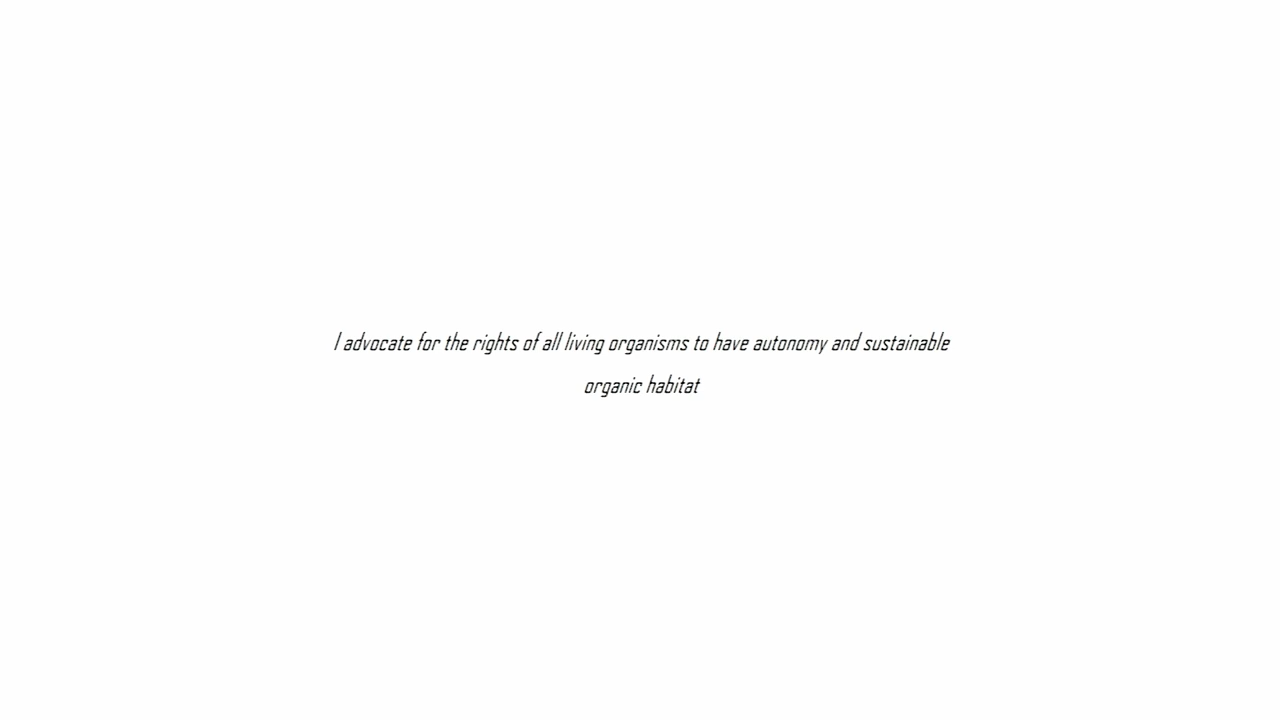 I advocate for the rights of all living organisms to have autonomy and sustainable
organic habitat